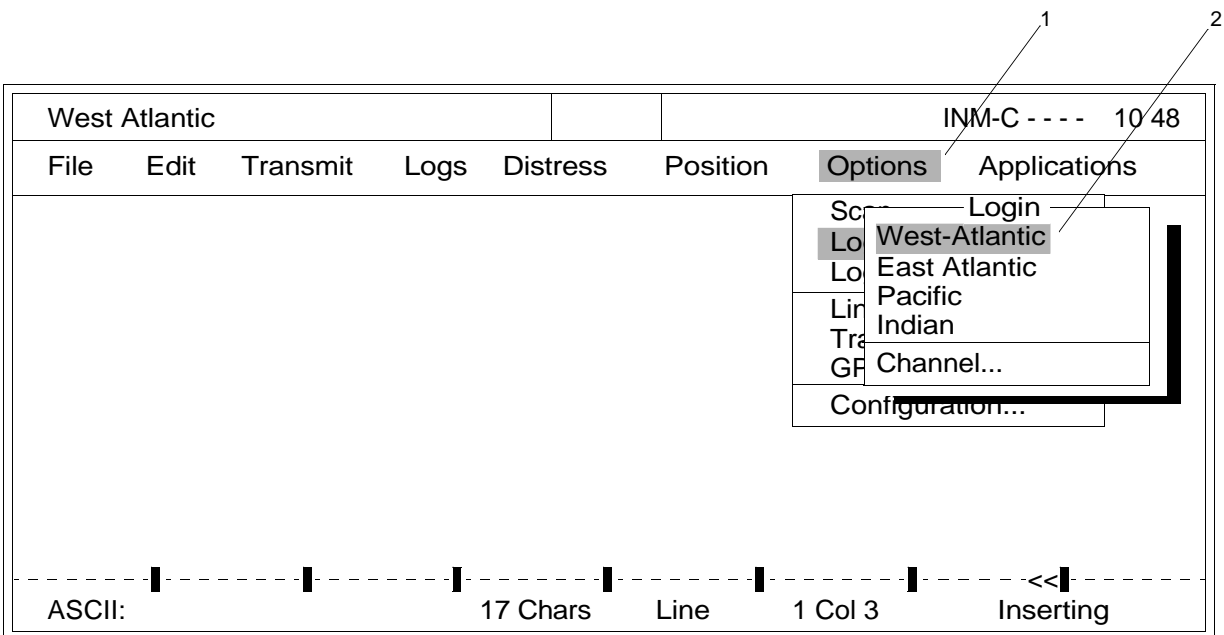 1 2
West Atlantic INM-C - - - - 10 48
File Edit Transmit Logs Distress Position Options Applications
Login
West-Atlantic
East Atlantic
Pacific
Indian
Channel...
Configuration...
<<
ASCII: 17 Chars Line 1 Col 3 Inserting